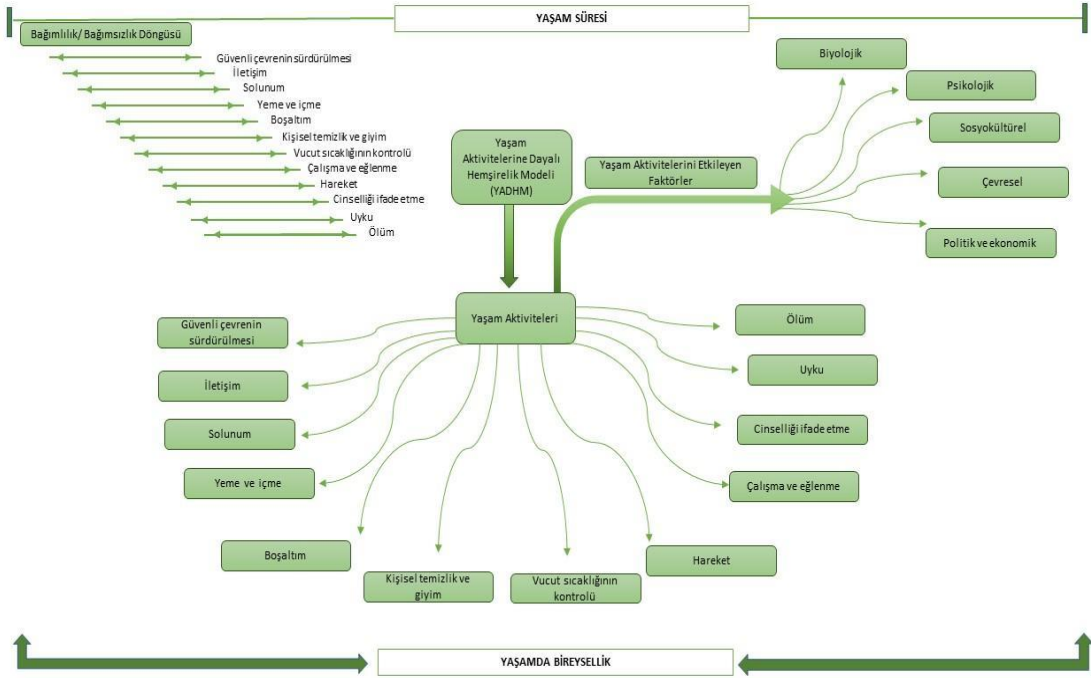 YAŞAM SÜRESİ
Bağımlılık/ Bağımsızlık Döngüsü
Güvenli çevrenin sürdürülmesi
İletişim
Solunum
Yeme ve içme
Boşaltım
Kişisel temizlik ve giyim
Vucut sıcaklığının kontrolü
Çalışma ve eğlenme
Hareket
Cinselliği ifade etme
Uyku
Ölüm
Yaşam
Aktivitelerine Dayalı
Hemşirelik Modeli
(YADHM)
Yaşam Aktivitelerini Etkileyen
Faktörler
Biyolojik
Psikolojik
Sosyokültürel
Çevresel
Politik ve ekonomik
Yaşam Aktiviteleri
Güvenli çevrenin
sürdürülmesi
İletişim
Solunum
Yeme ve içme
Boşaltım
Kişisel temizlik ve
giyim
Vucut sıcaklığının
kontrolü
Hareket
Çalışma ve eğlenme
Cinselliği ifade etme
Uyku
Ölüm
YAŞAMDA BİREYSELLİK